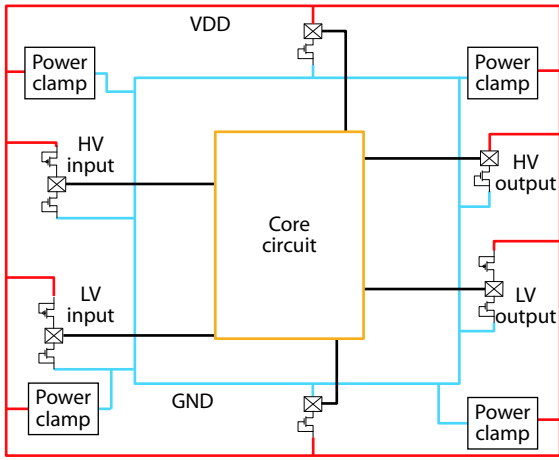 VDD
Power
clamp
Power
clamp
HV
input
HV
output
Core
circuit
LV
input
LV
output
Power
clamp
GND
Power
clamp